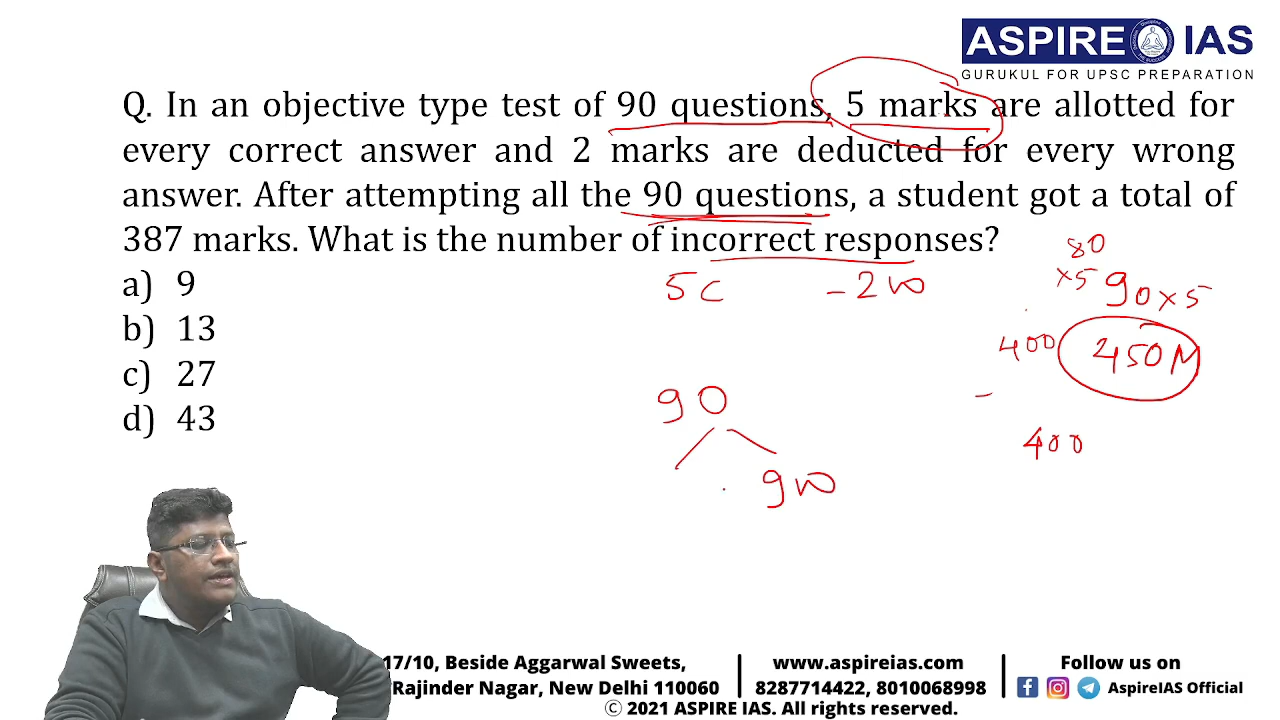 ASPIRE IAS
GURUKUL FOR UPSC PREPARATION
Q. In an objective type test of 90 questions, 5 marks are allotted for
every correct answer and 2 marks are deducted for every wrong
answer. After attempting all the 90 questions, a student got a total of
387 marks. What is the number of incorrect responses?
a) 9
b) 13
c) 27
d) 43
80
×5
90×5
5C
-2W
400
450M
90
400
9W
17/10, Beside Aggarwal Sweets,
Rajinder Nagar, New Delhi 110060
www.aspireias.com
8287714422, 8010068998
Follow us on
AspireIAS Official
Ⓒ 2021 ASPIRE IAS. All rights reserved.